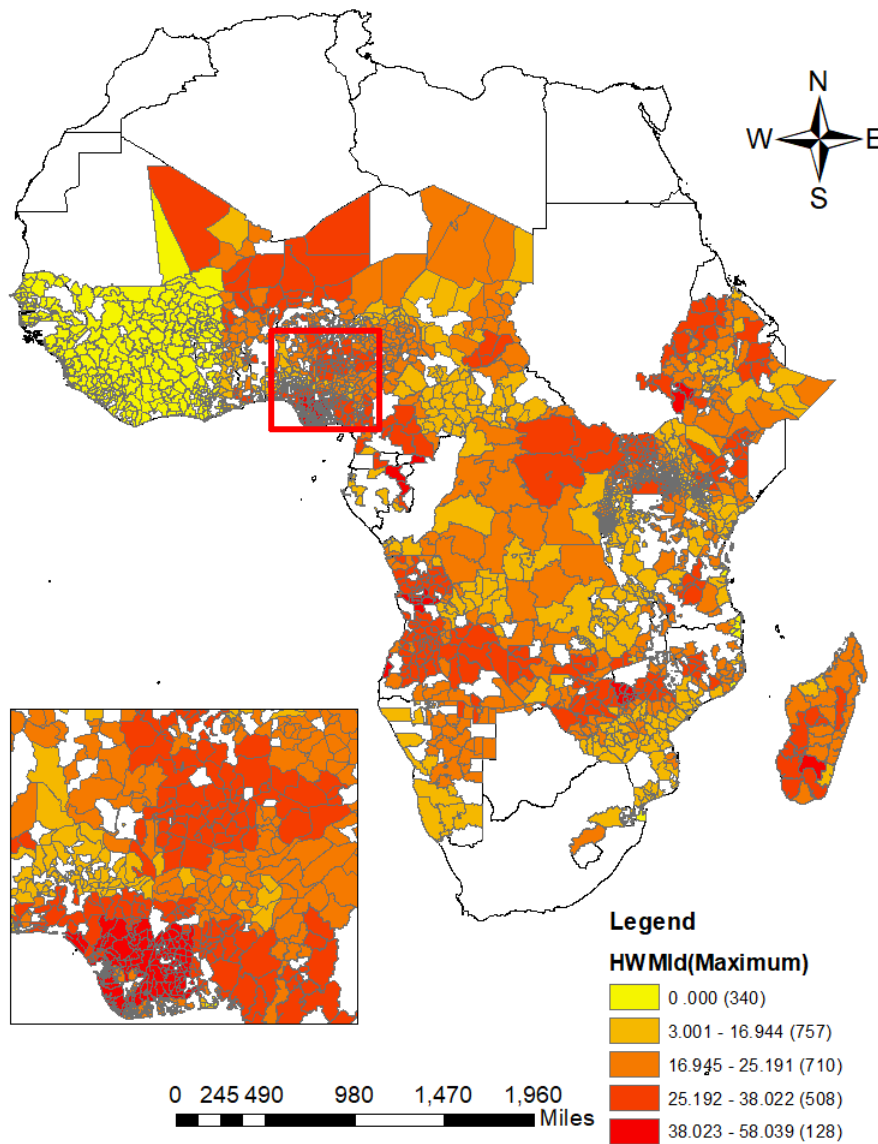 N
W E
S
Legend
HWMId(Maximum)
0 .000 (340)
3.001 - 16.944 (757)
16.945 - 25.191 (710)
25.192 - 38.022 (508)
38.023 - 58.039 (128)
0 245 490 980 1,470 1,960
Miles